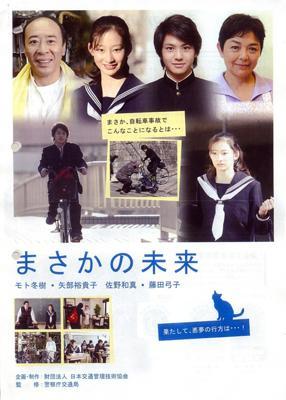 まさか、自転車事故で
こんなことになるとは・・・
まさかの未来
モト冬樹・矢部裕貴子 佐野和真・藤田弓子
果たして、悪夢の行方は・・・!
企画・制作：財団法人 日本交通管理技術協会
監　　修：警察庁交通局